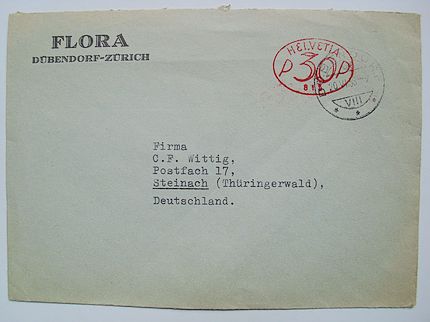 FLORA
DÜBENDORF-ZÜRICH
HELVETIA
P 30 P
VIII
Firma
C.F. Wittig,
Postfach 17,
Steinach (Thüringerwald),
Deutschland.